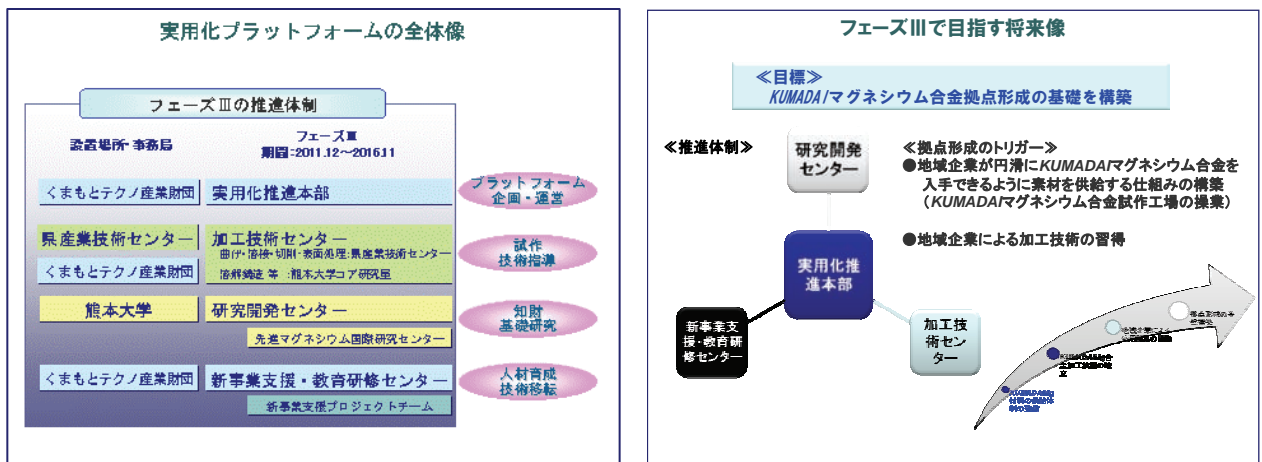 実用化プラットフォームの全体像
フェーズⅢの推進体制
設置場所・事務局
フェーズⅢ
期間:2011.12～2016.11
くまもとテクノ産業財団
実用化推進本部
プラットフォーム
企画・運営
県産業技術センター
くまもとテクノ産業財団
加工技術センター
曲げ・溶接・切削・表面処理:県産業技術センター
溶解鋳造 等 :熊本大学コア研究室
試作
技術指導
熊本大学
研究開発センター
先進マグネシウム国際研究センター
知財
基礎研究
くまもとテクノ産業財団
新事業支援・教育研修センター
新事業支援プロジェクトチーム
人材育成
技術移転
フェーズⅢで目指す将来像
≪目標≫
KUMADAIマグネシウム合金拠点形成の基礎を構築
≪推進体制≫
研究開発
センター
実用化推
進本部
新事業支
援・教育研
修センター
加工技
術セン
ター
≪拠点形成のトリガー≫
●地域企業が円滑にKUMADAIマグネシウム合金を
入手できるように素材を供給する仕組みの構築
（KUMADAIマグネシウム合金試作工場の操業）
●地域企業による加工技術の習得